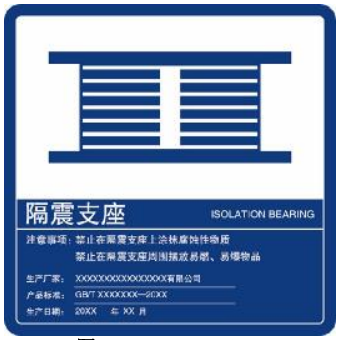 隔震支座 ISOLATION BEARING
注意事项：禁止在隔震支座上涂抹腐蚀性物质
禁止在隔震支座周围摆放易燃、易爆物品
生产厂家： XXXXXXXXXXXXXXX有限公司
产品标准： GB/T XXXXXXX—20XX
生产日期： 20XX 年 XX 月